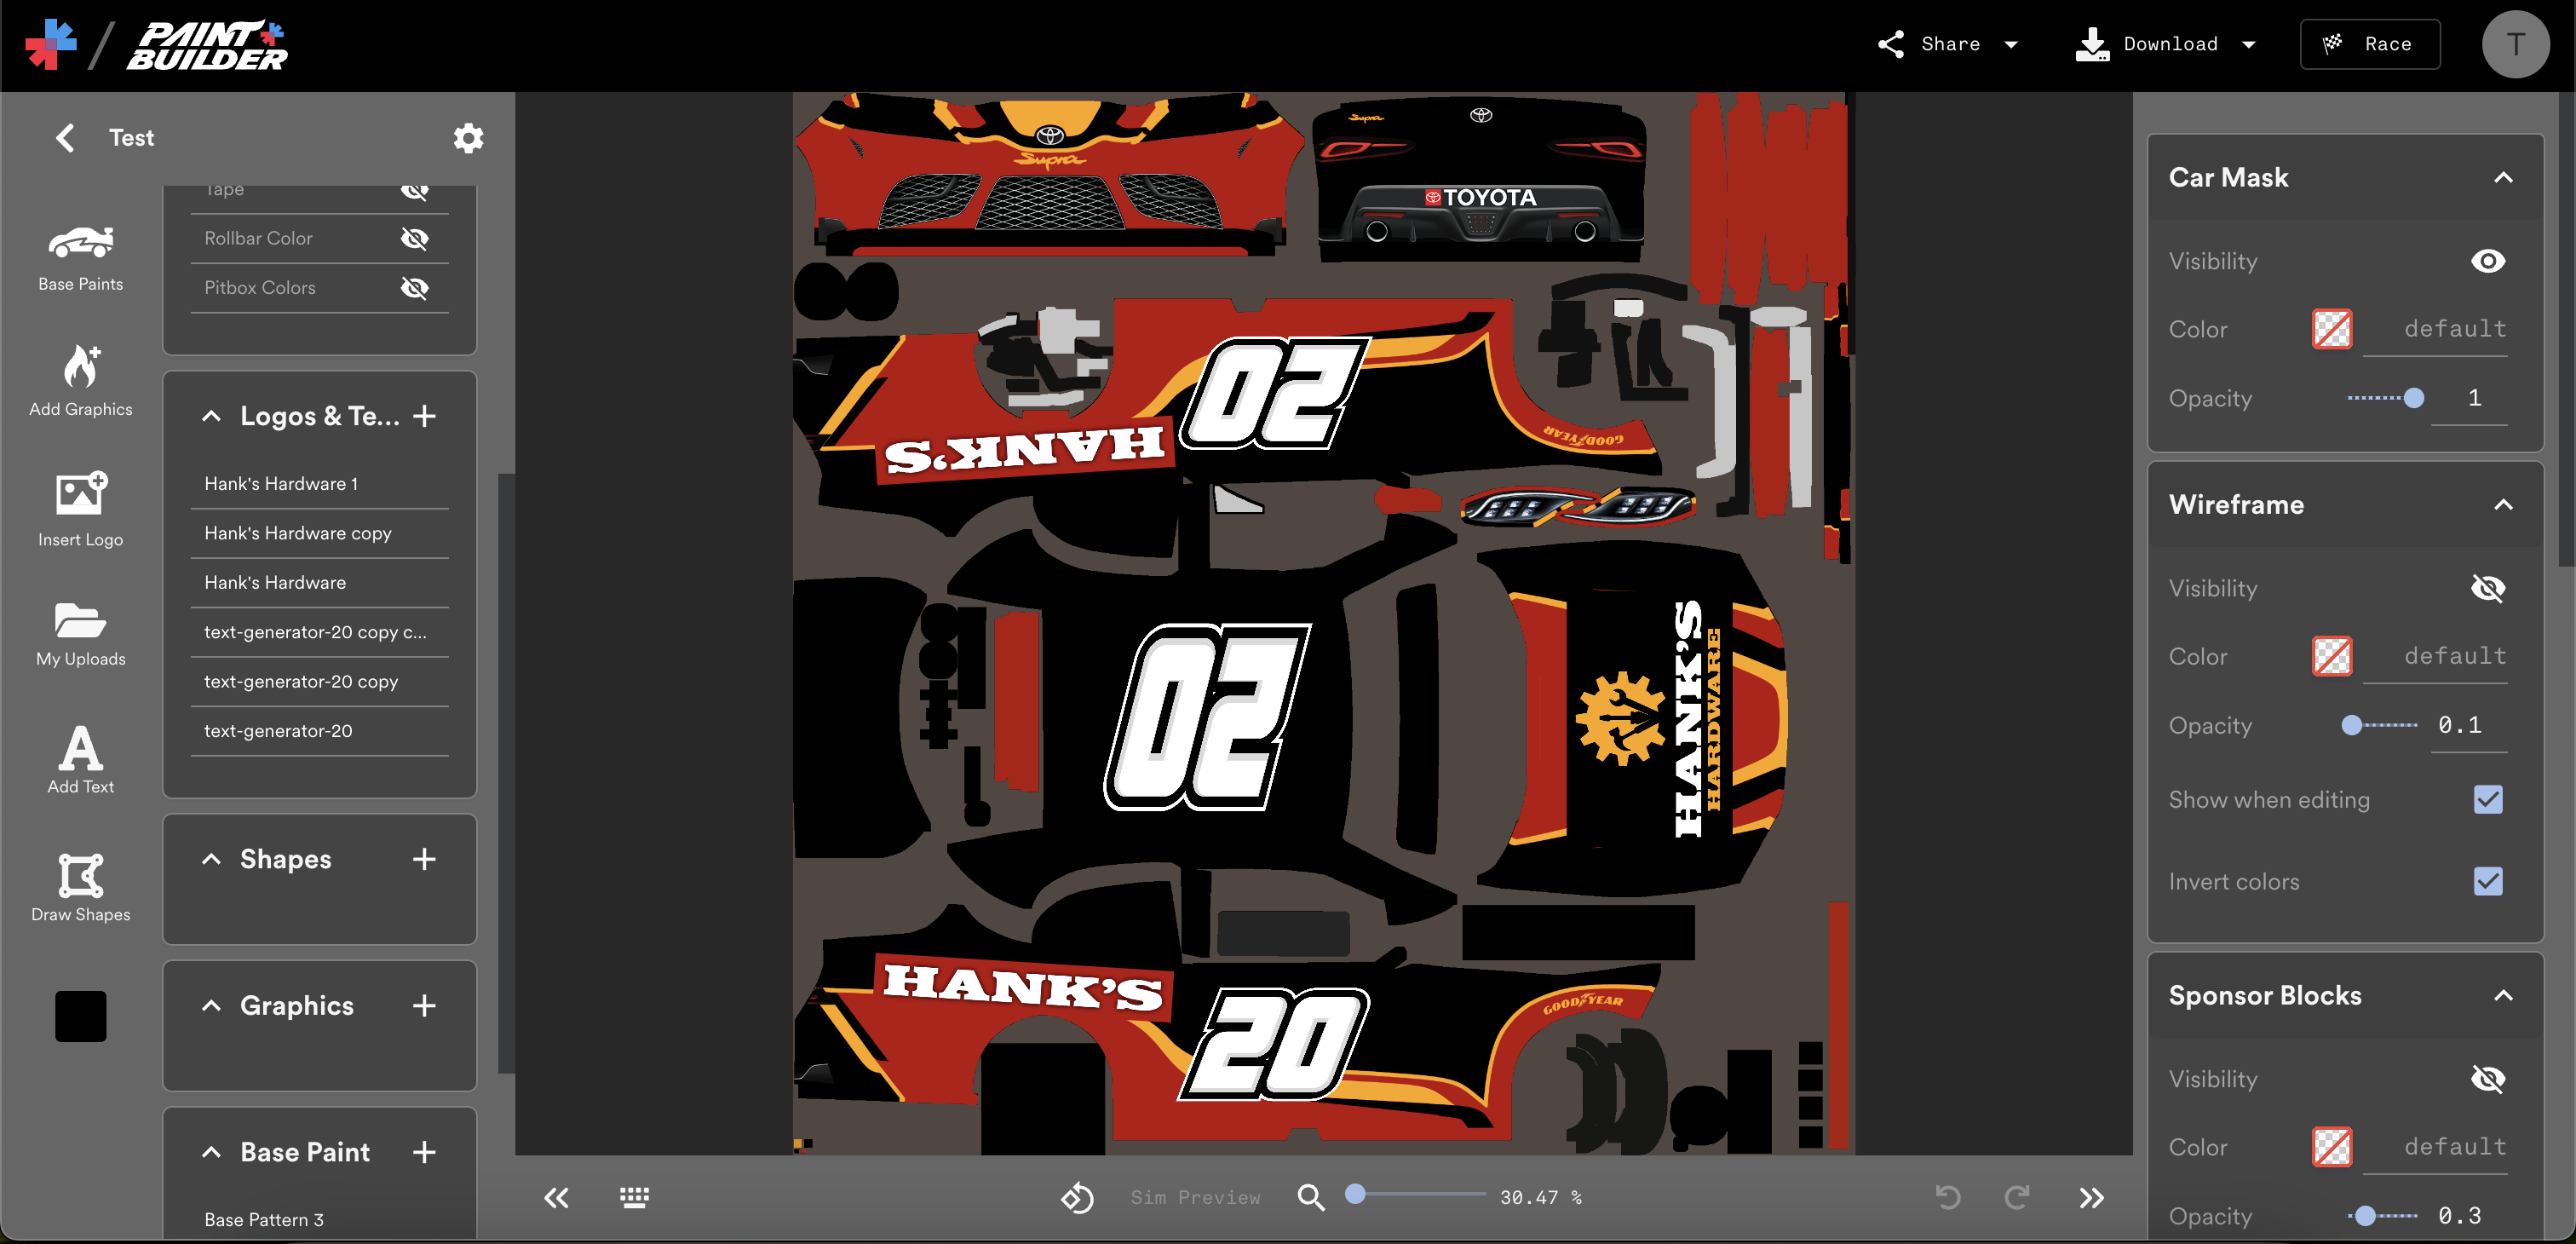 PAINT
BUILDER
Share
Download
Race
T
Test
Tape
Rollbar Color
Pitbox Colors
Base Paints
Add Graphics
Insert Logo
My Uploads
Add Text
Draw Shapes
Logos & Te...
Hank's Hardware 1
Hank's Hardware copy
Hank's Hardware
text-generator-20 copy c...
text-generator-20 copy
text-generator-20
Shapes
Graphics
Base Paint
Base Pattern 3
Supra
Supra
TOYOTA
20
HANK'S
GOODYEAR
20
HANK'S
HARDWARE
HANK'S
20
GOODYEAR
Sim Preview
30.47 %
Car Mask
Visibility
Color
default
Opacity
1
Wireframe
Visibility
Color
default
Opacity
0.1
Show when editing
Invert colors
Sponsor Blocks
Visibility
Color
default
Opacity
0.3